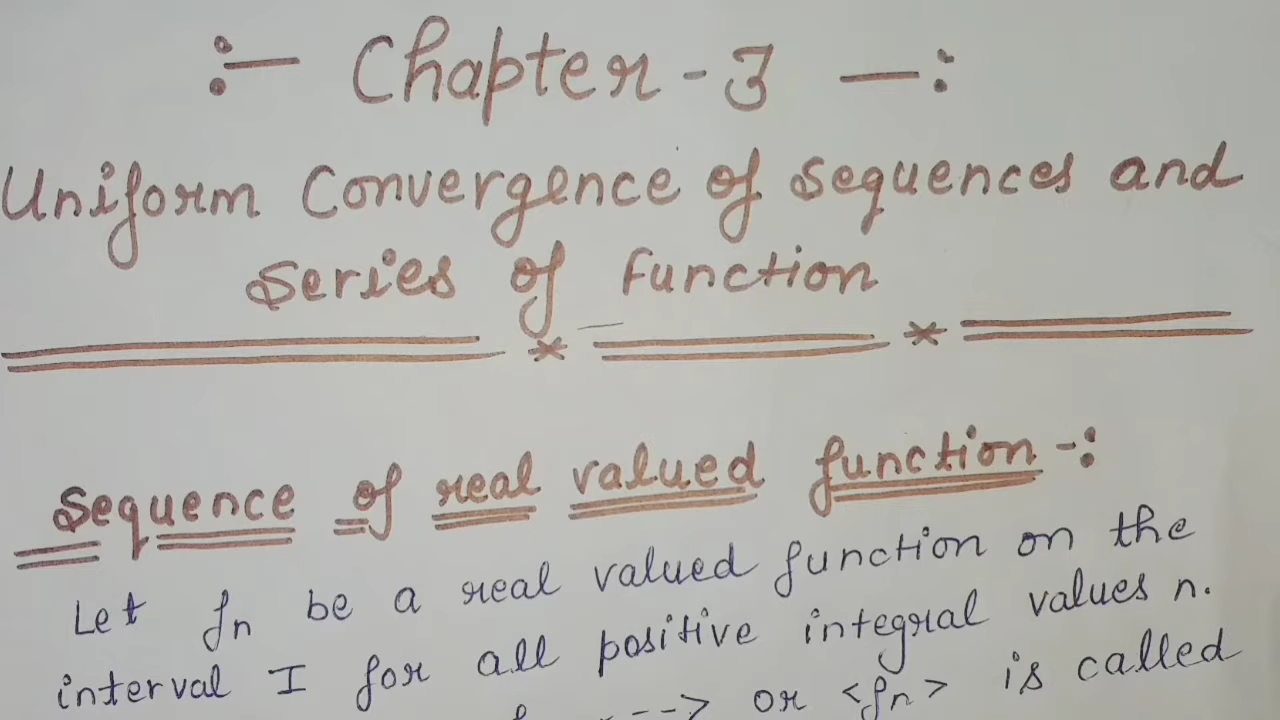 :- Chapter-3 -:
Uniform Convergence of Sequences and
Series of Function
Sequence of real valued function -:
Let fn be a real valued function on the
interval I for all positive integral values n.
---> or <fn> is called